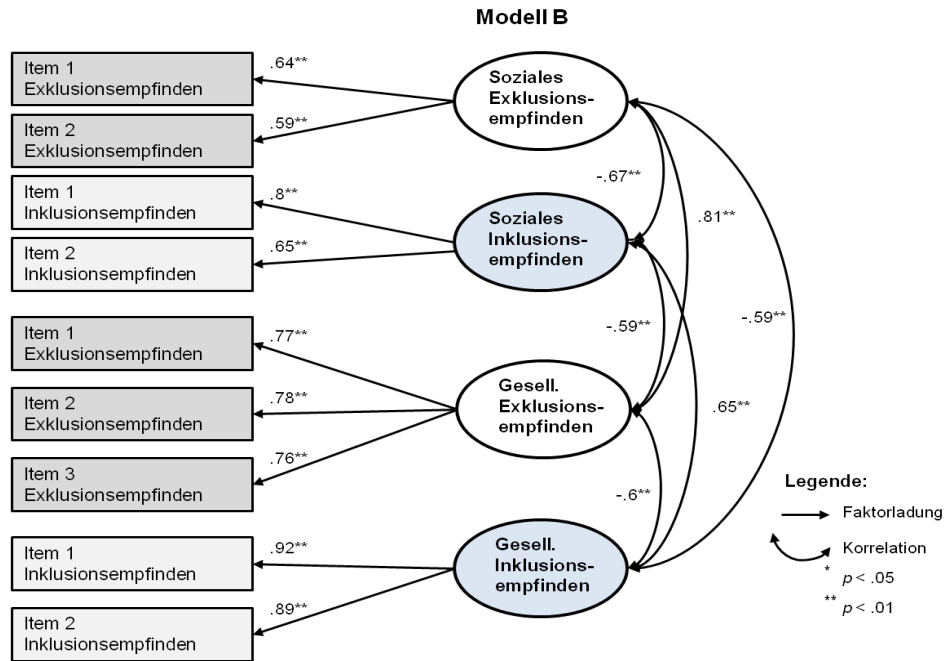 Modell B
Item 1
Exklusionsempfinden
.64**
Item 2
Exklusionsempfinden
.59**
Soziales
Exklusions-
empfinden
Item 1
Inklusionsempfinden
.8**
Item 2
Inklusionsempfinden
.65**
Soziales
Inklusions-
empfinden
-.67**
.81**
Item 1
Exklusionsempfinden
.77**
Item 2
Exklusionsempfinden
.78**
Item 3
Exklusionsempfinden
.76**
Gesell.
Exklusions-
empfinden
-.59**
-.59**
.65**
Item 1
Inklusionsempfinden
.92**
Item 2
Inklusionsempfinden
.89**
Gesell.
Inklusions-
empfinden
-.6**
Legende:
Faktorladung
Korrelation
* p < .05
** p < .01